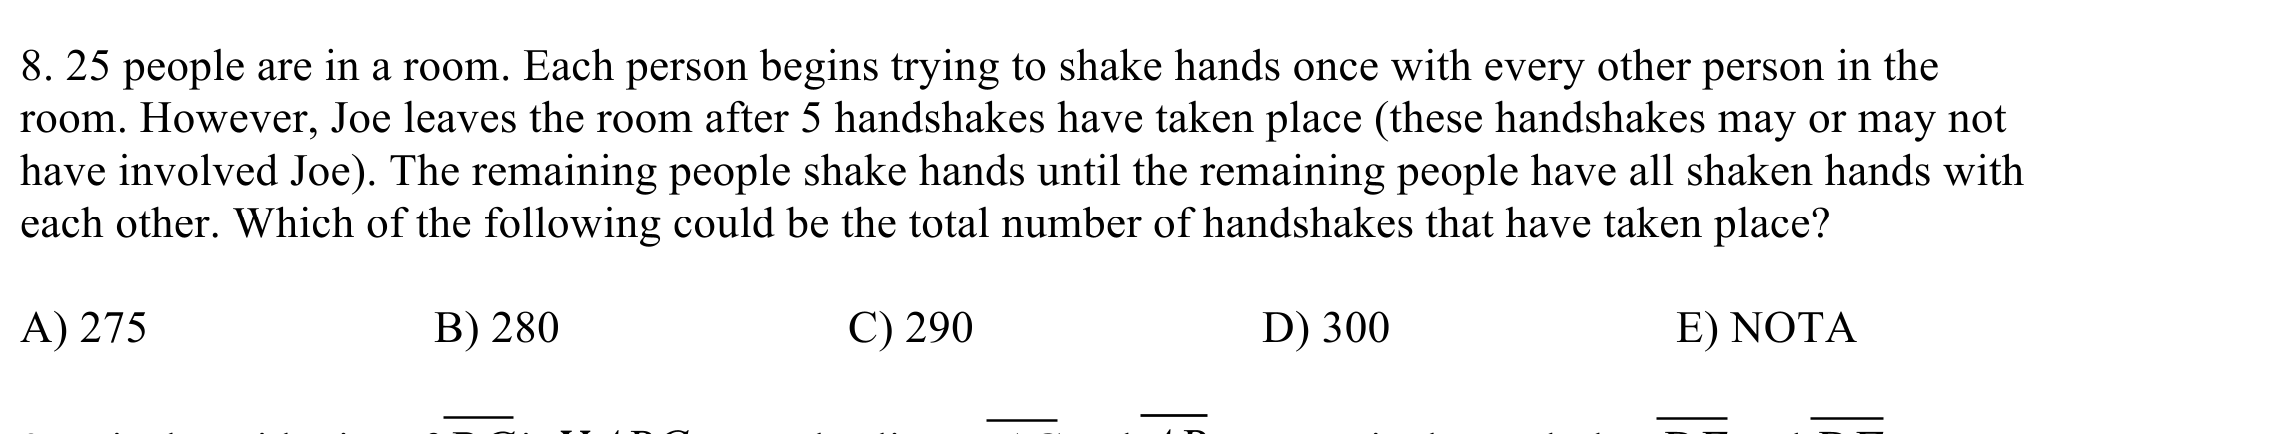 8. 25 people are in a room. Each person begins trying to shake hands once with every other person in the
room. However, Joe leaves the room after 5 handshakes have taken place (these handshakes may or may not
have involved Joe). The remaining people shake hands until the remaining people have all shaken hands with
each other. Which of the following could be the total number of handshakes that have taken place?
A) 275 B) 280 C) 290 D) 300 E) NOTA